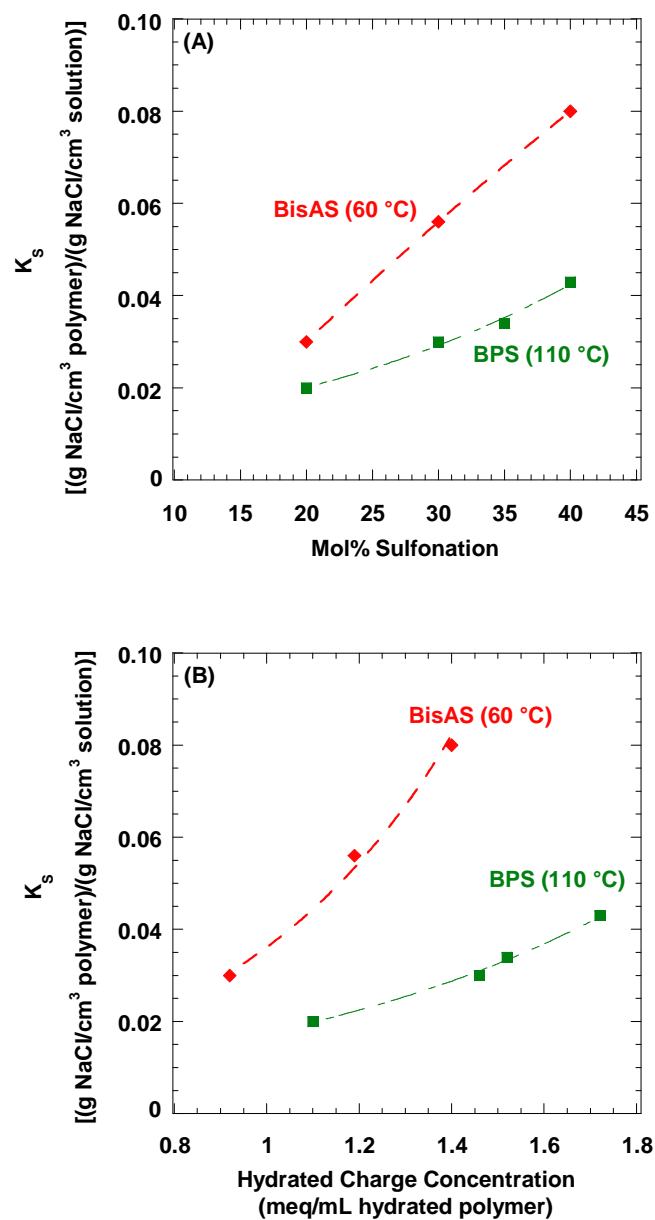 (A)
0.10
0.08
0.06
0.04
0.02
0
K_S
[(g NaCl/cm³ polymer)/(g NaCl/cm³ solution)]
BisAS (60 °C)
BPS (110 °C)
10 15 20 25 30 35 40 45
Mol% Sulfonation
(B)
0.10
0.08
0.06
0.04
0.02
0
K_S
[(g NaCl/cm³ polymer)/(g NaCl/cm³ solution)]
BisAS (60 °C)
BPS (110 °C)
0.8 1 1.2 1.4 1.6 1.8
Hydrated Charge Concentration
(meq/mL hydrated polymer)